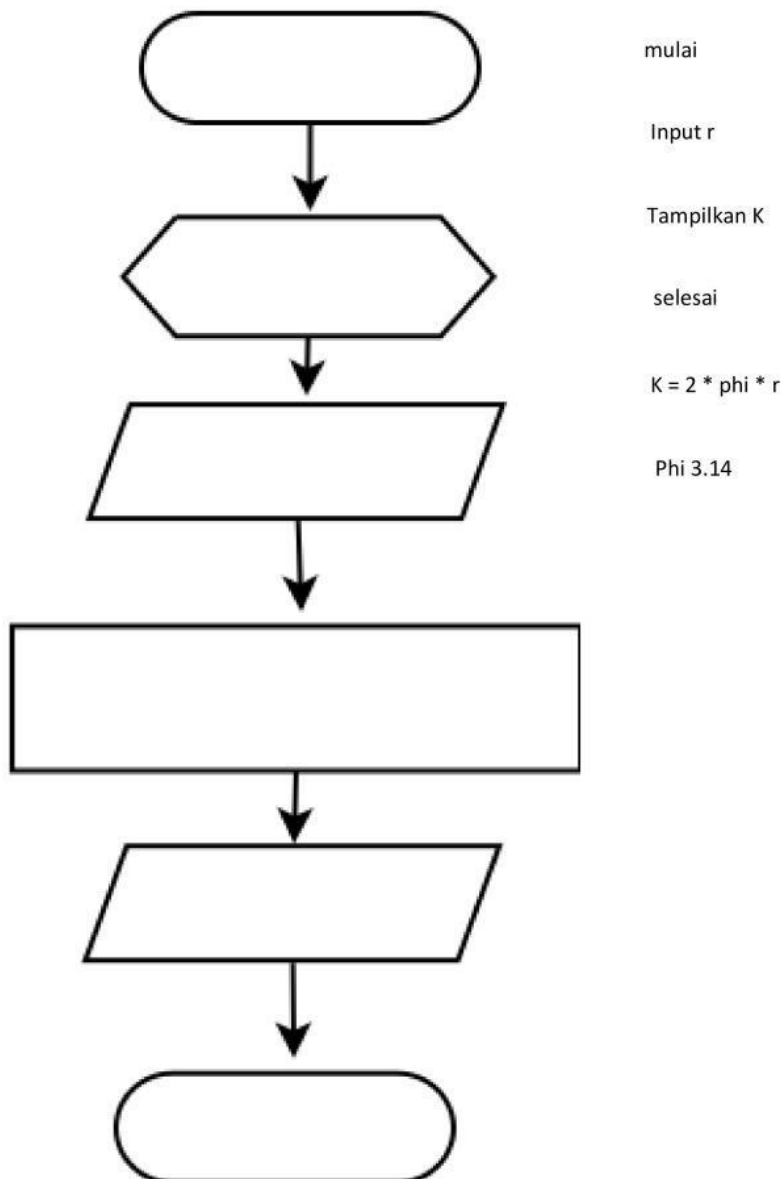 mulai
Input r
Tampilkan K
selesai
K = 2 * phi * r
Phi 3.14